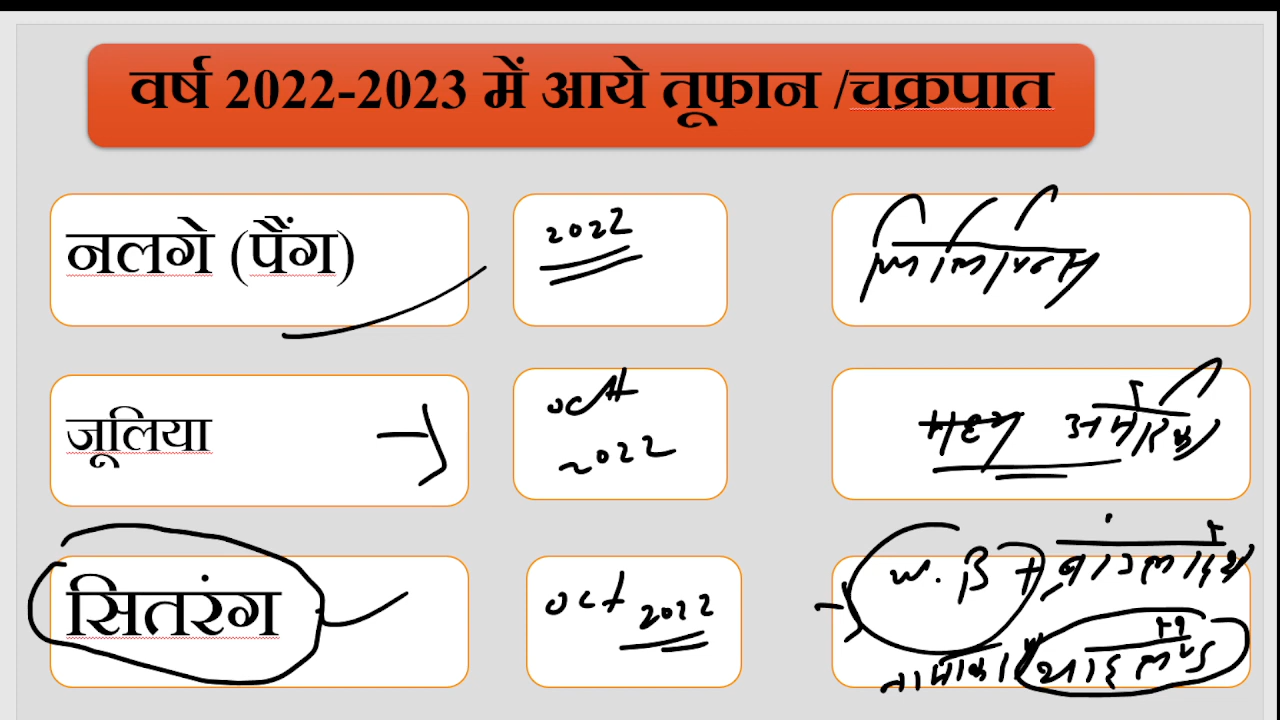 वर्ष 2022-2023 में आये तूफान /चक्रपात
नलगे (पैंग)
2022
फिलिपिन्स
जूलिया
oct
2022
मध्य अमेरिका
सितरंग
oct 2022
w. β + बांग्लादेश
थाईलैण्ड